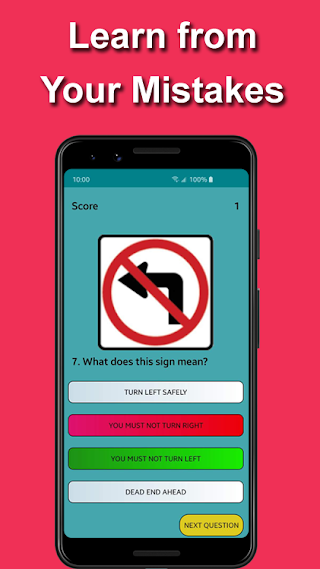 Learn from
Your Mistakes
10:00
100%
Score 1
7. What does this sign mean?
TURN LEFT SAFELY
YOU MUST NOT TURN RIGHT
YOU MUST NOT TURN LEFT
DEAD END AHEAD
NEXT QUESTION